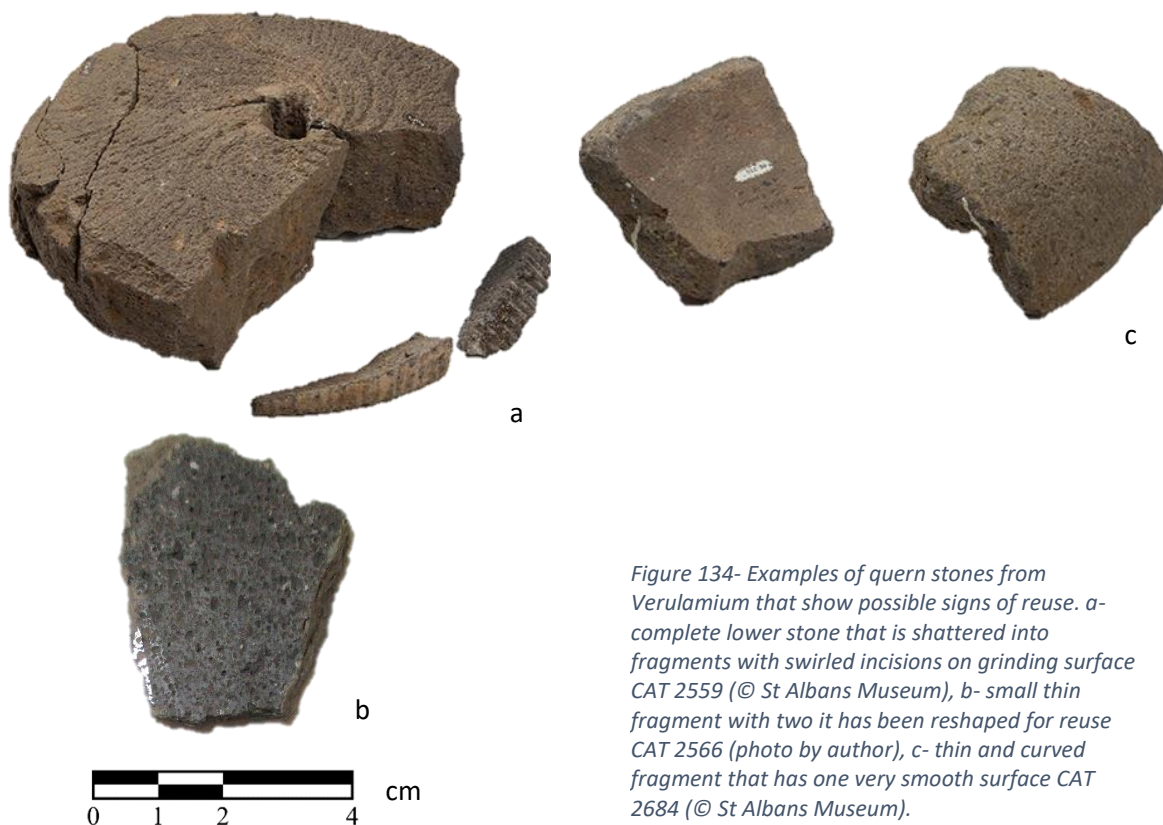 a
c
b
cm
0 1 2 4
Figure 134- Examples of quern stones from
Verulamium that show possible signs of reuse. a-
complete lower stone that is shattered into
fragments with swirled incisions on grinding surface
CAT 2559 (© St Albans Museum), b- small thin
fragment with two it has been reshaped for reuse
CAT 2566 (photo by author), c- thin and curved
fragment that has one very smooth surface CAT
2684 (© St Albans Museum).